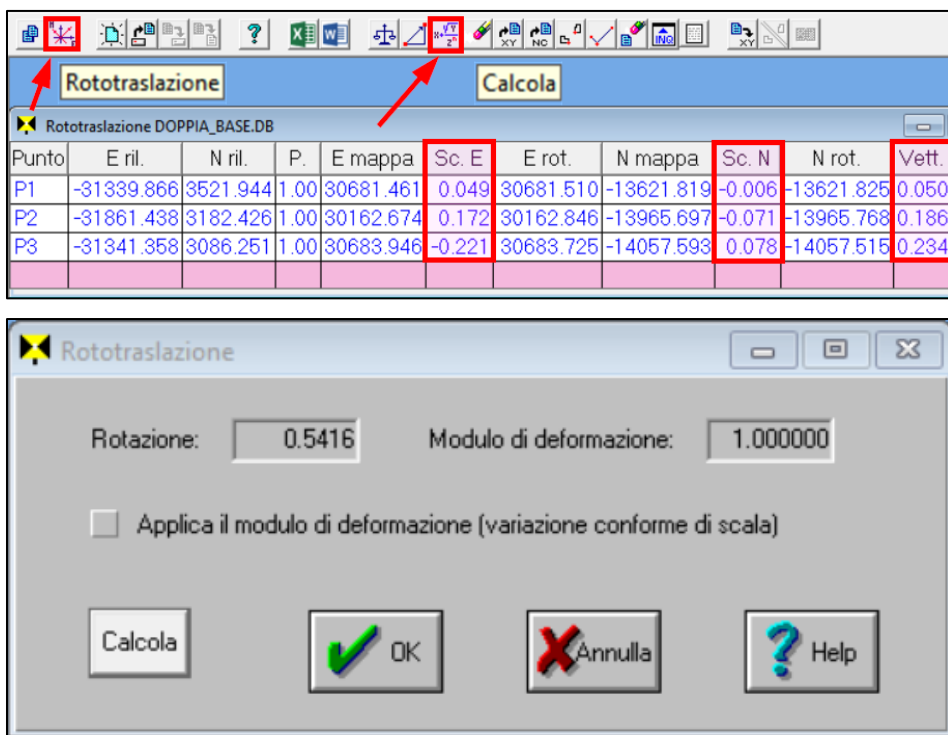 Rototraslazione
Calcola
Rototraslazione DOPPIA_BASE.DB
Punto E ril. N ril. P. E mappa Sc. E E rot. N mappa Sc. N N rot. Vett.
P1 -31339.866 3521.944 1.00 30681.461 0.049 30681.510 -13621.819 -0.006 -13621.825 0.050
P2 -31861.438 3182.426 1.00 30162.674 0.172 30162.846 -13965.697 -0.071 -13965.768 0.186
P3 -31341.358 3086.251 1.00 30683.946 -0.221 30683.725 -14057.593 0.078 -14057.515 0.234
Rototraslazione
Rotazione: 0.5416 Modulo di deformazione: 1.000000
Applica il modulo di deformazione (variazione conforme di scala)
Calcola OK Annulla Help